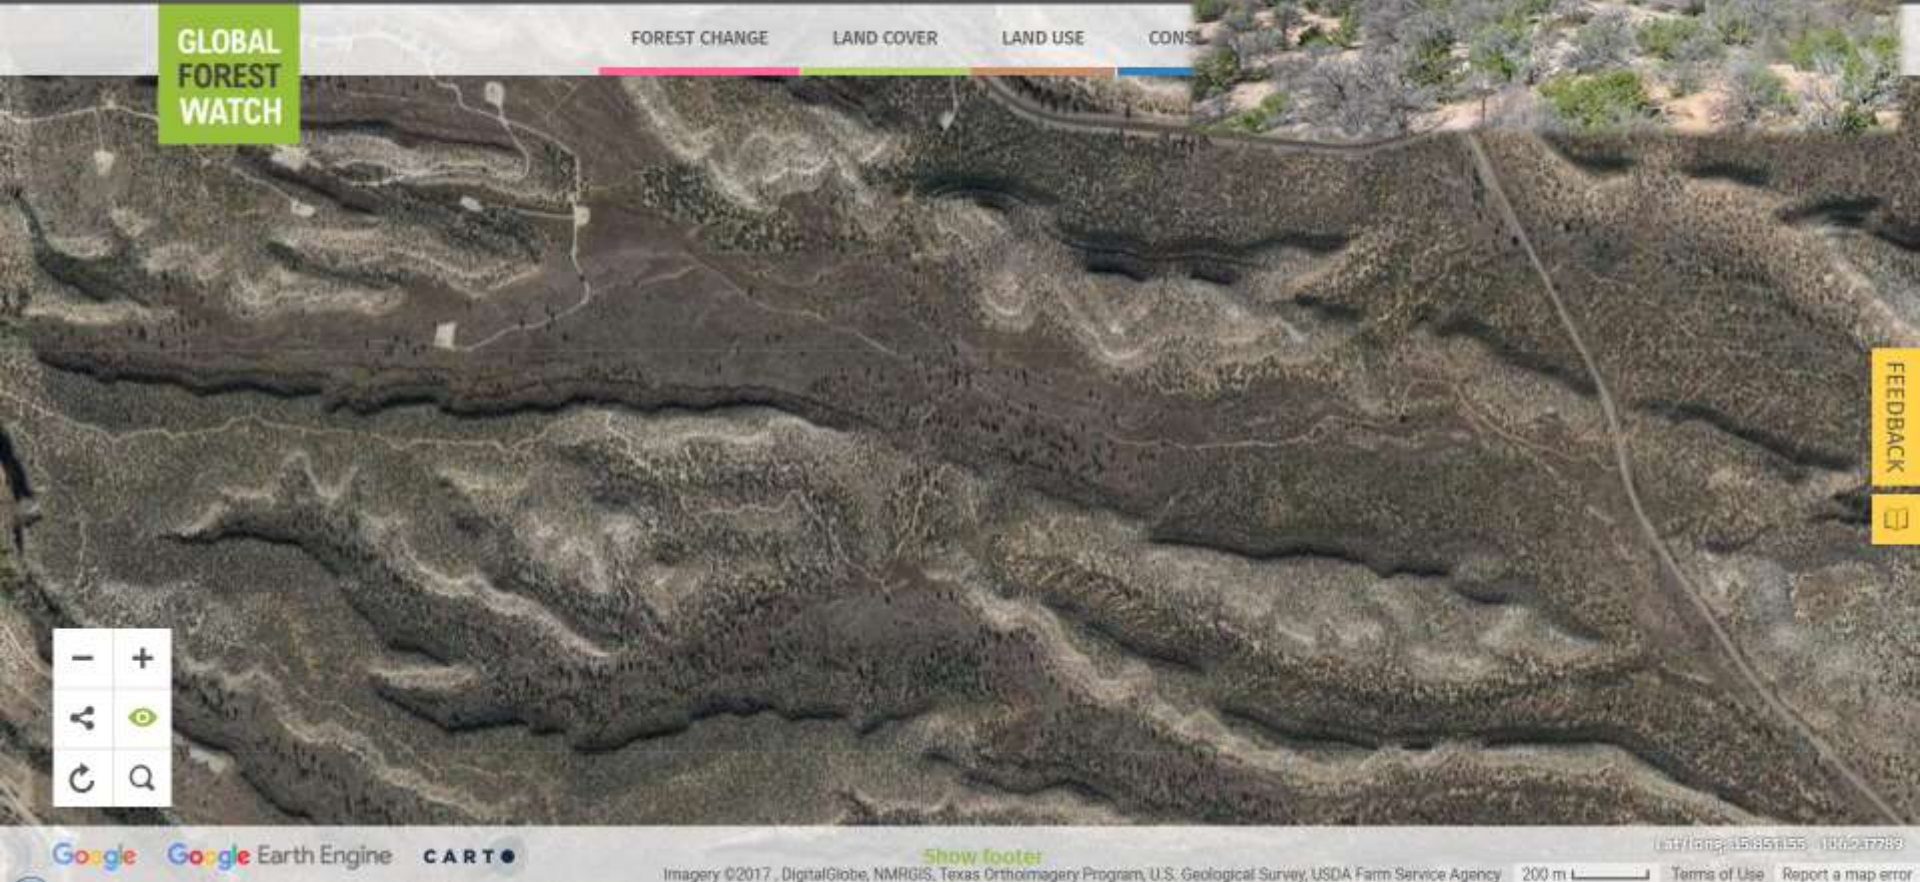 GLOBAL
FOREST
WATCH
FOREST CHANGE
LAND COVER
LAND USE
CONS
FEEDBACK
Google
Google Earth Engine
CARTO
Show footer
Imagery ©2017 , DigitalGlobe, NMRGIS, Texas Orthoimagery Program, U.S. Geological Survey, USDA Farm Service Agency
200 m
Terms of Use
Report a map error
Lat/long: